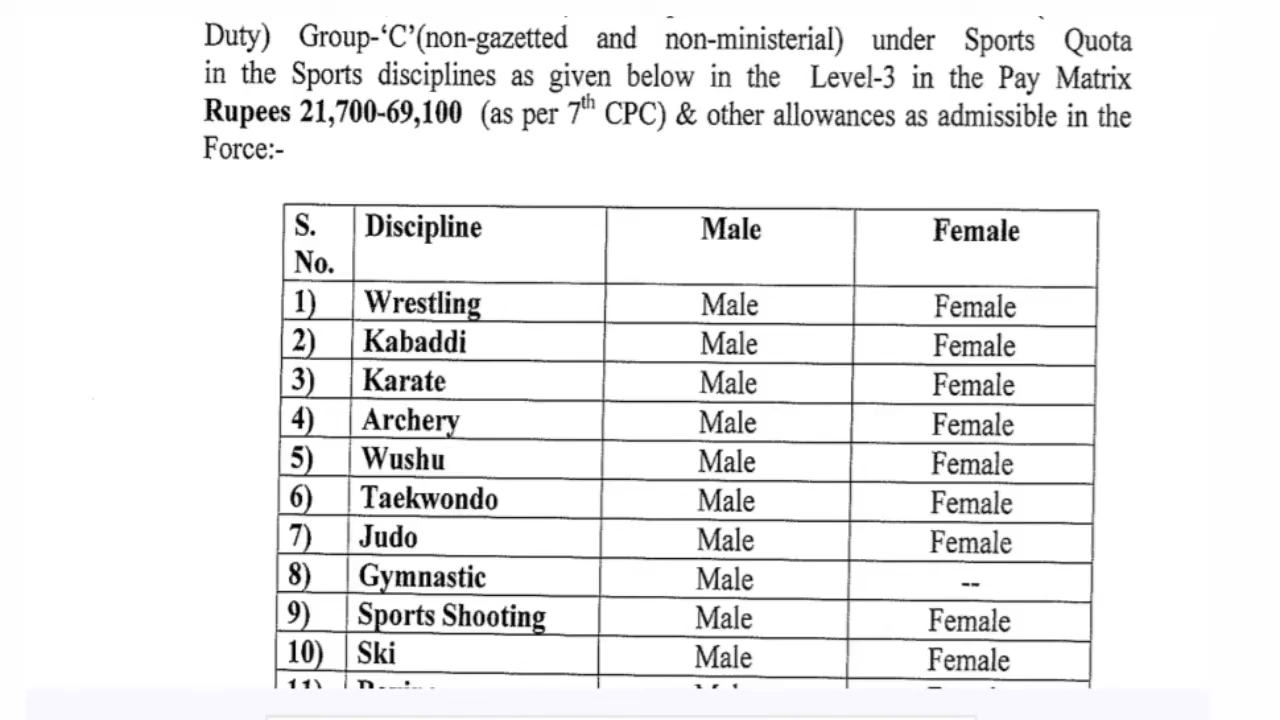 Duty) Group-‘C’(non-gazetted and non-ministerial) under Sports Quota
in the Sports disciplines as given below in the Level-3 in the Pay Matrix
Rupees 21,700-69,100 (as per 7th CPC) & other allowances as admissible in the
Force:-
S. No. Discipline Male Female
1) Wrestling Male Female
2) Kabaddi Male Female
3) Karate Male Female
4) Archery Male Female
5) Wushu Male Female
6) Taekwondo Male Female
7) Judo Male Female
8) Gymnastic Male --
9) Sports Shooting Male Female
10) Ski Male Female